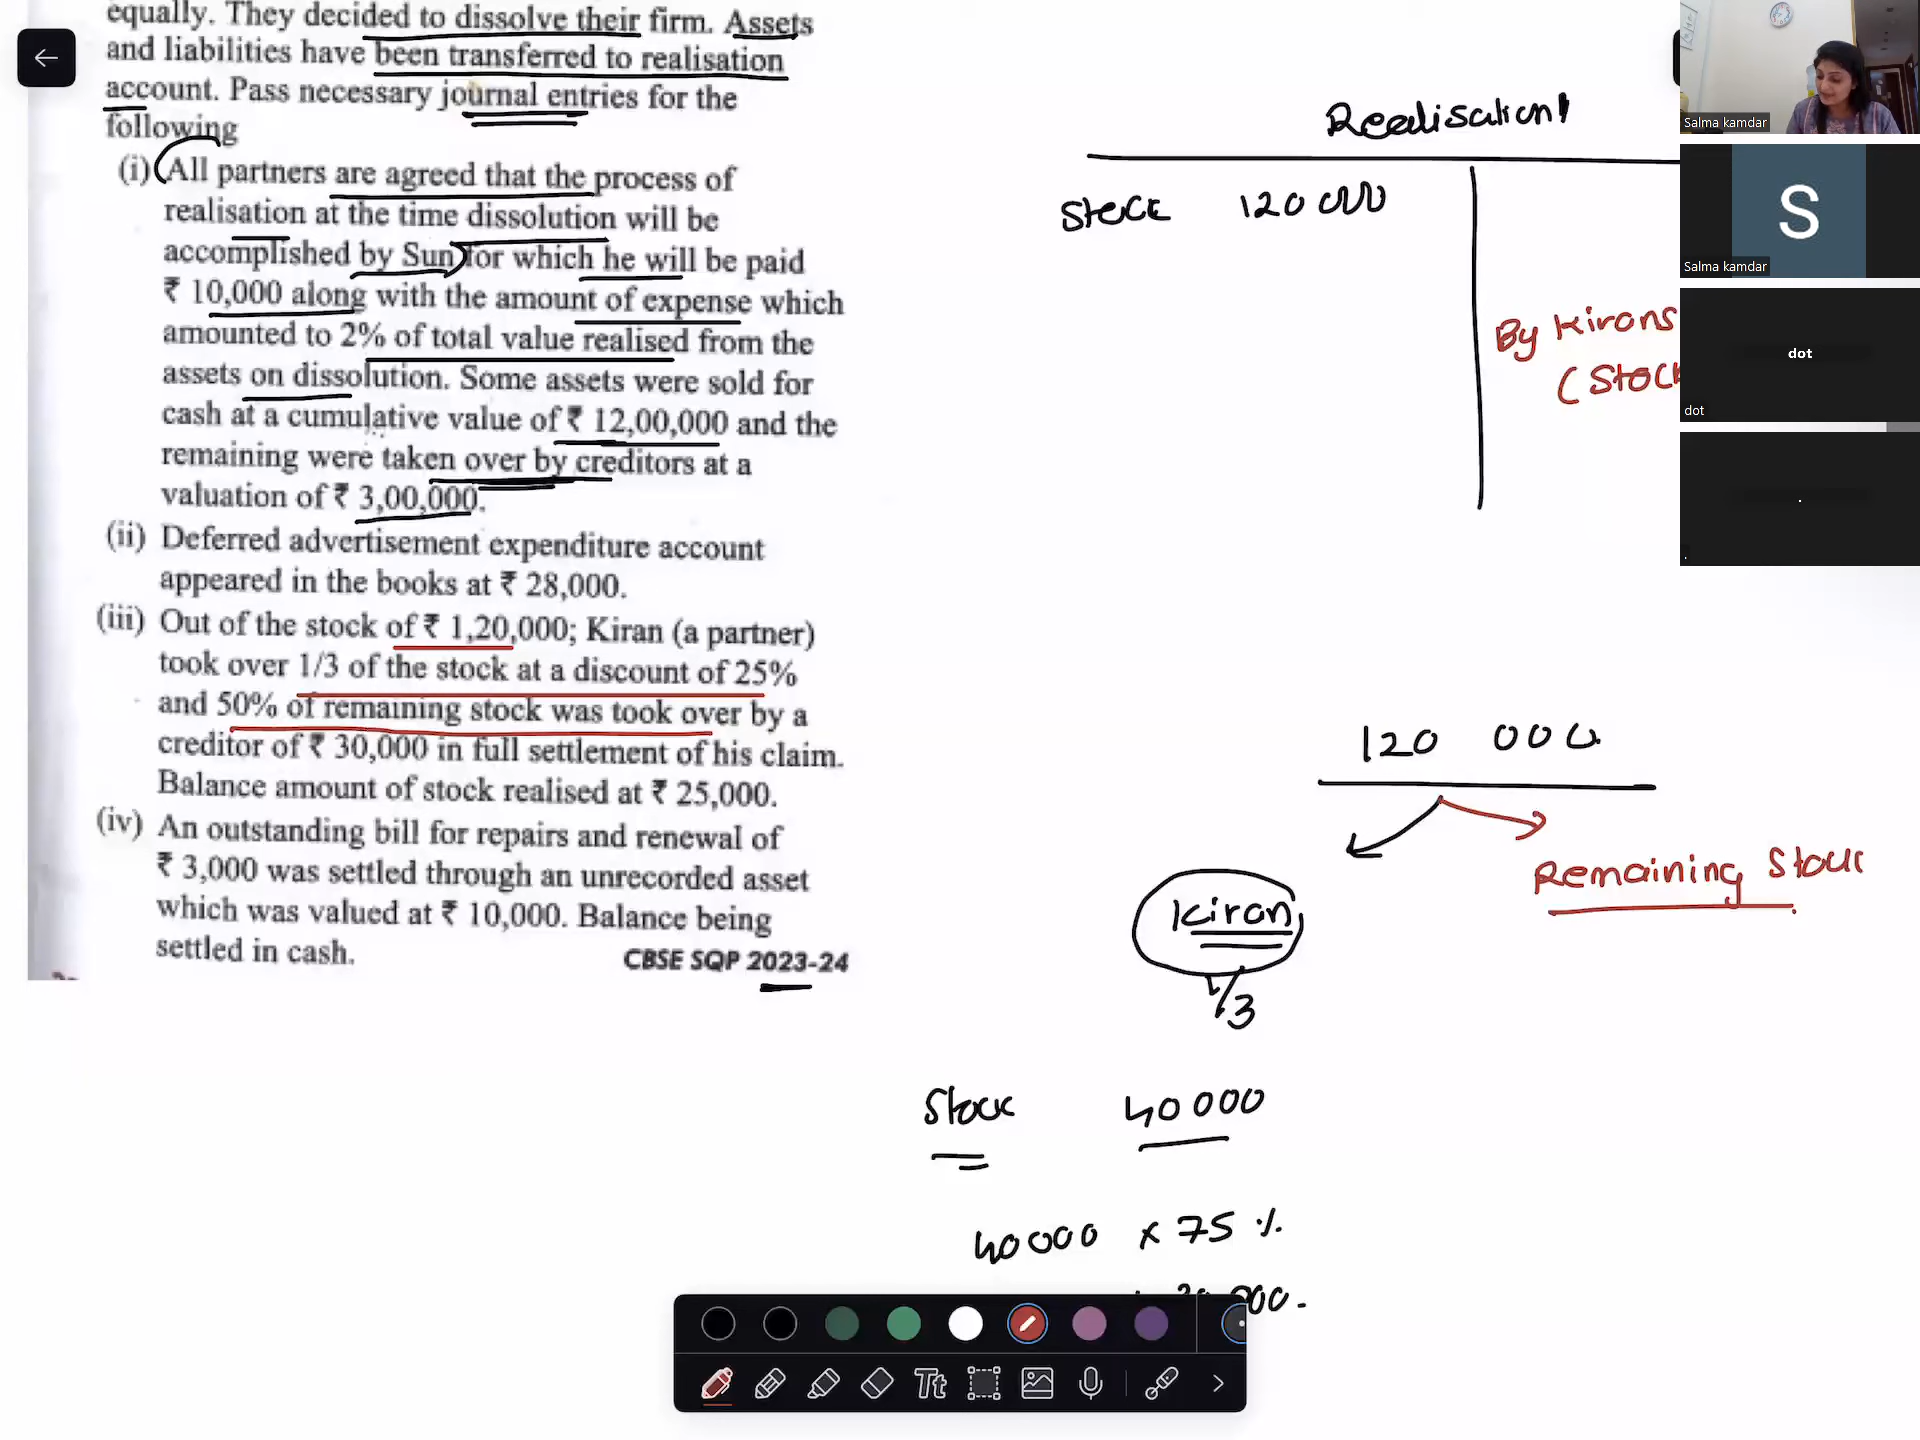 equally. They decided to dissolve their firm. Assets
and liabilities have been transferred to realisation
account. Pass necessary journal entries for the
following
(i) All partners are agreed that the process of
realisation at the time dissolution will be
accomplished by Sun for which he will be paid
₹ 10,000 along with the amount of expense which
amounted to 2% of total value realised from the
assets on dissolution. Some assets were sold for
cash at a cumulative value of ₹ 12,00,000 and the
remaining were taken over by creditors at a
valuation of ₹ 3,00,000.
(ii) Deferred advertisement expenditure account
appeared in the books at ₹ 28,000.
(iii) Out of the stock of ₹ 1,20,000; Kiran (a partner)
took over 1/3 of the stock at a discount of 25%
and 50% of remaining stock was took over by a
creditor of ₹ 30,000 in full settlement of his claim.
Balance amount of stock realised at ₹ 25,000.
(iv) An outstanding bill for repairs and renewal of
₹ 3,000 was settled through an unrecorded asset
which was valued at ₹ 10,000. Balance being
settled in cash.
CBSE SQP 2023-24
Realisation
Stock 120 000
By Kirans
(Stock
120 000
Remaining Stock
Kiran
1/3
Stock 40000
40000 x 75 %
000.
Salma kamdar
S
Salma kamdar
dot
dot
.
.
Tt